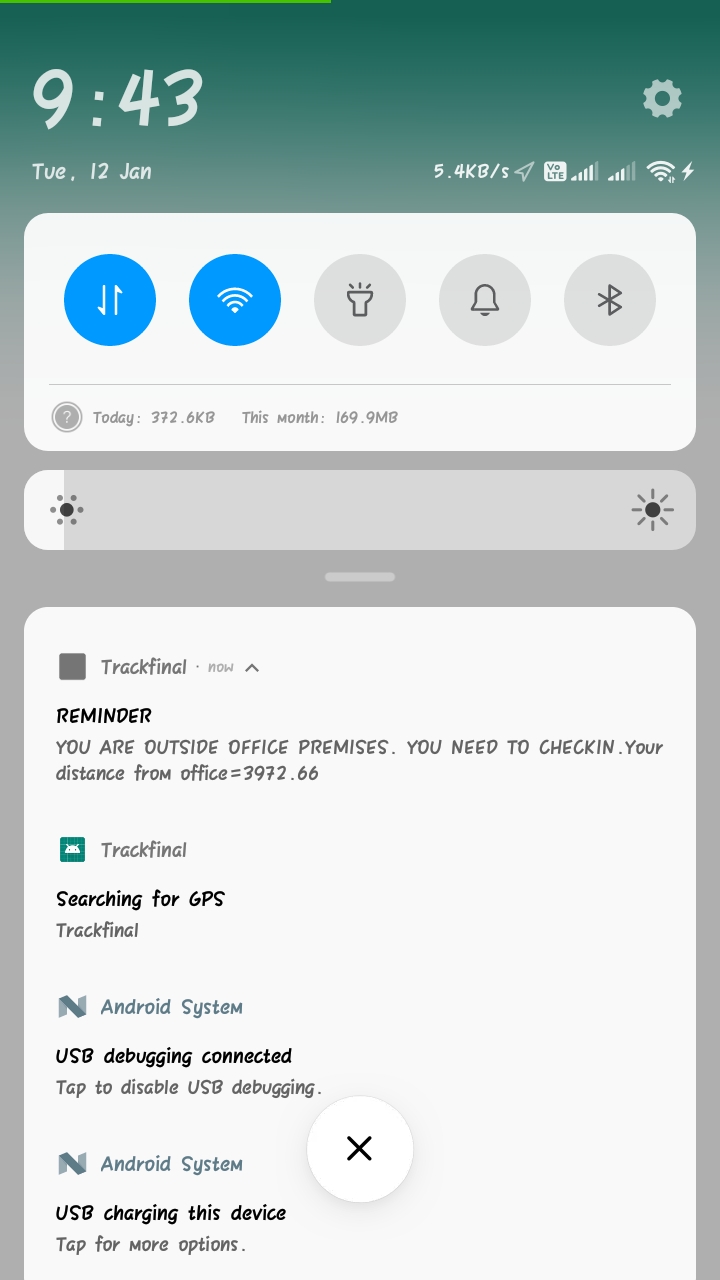 9:43
Tue, 12 Jan
5.4KB/s
Vo
LTE
?
Today: 372.6KB This month: 169.9MB
Trackfinal · now
REMINDER
YOU ARE OUTSIDE OFFICE PREMISES. YOU NEED TO CHECKIN.Your
distance from office=3972.66
Trackfinal
Searching for GPS
Trackfinal
Android System
USB debugging connected
Tap to disable USB debugging.
Android System
USB charging this device
Tap for more options.